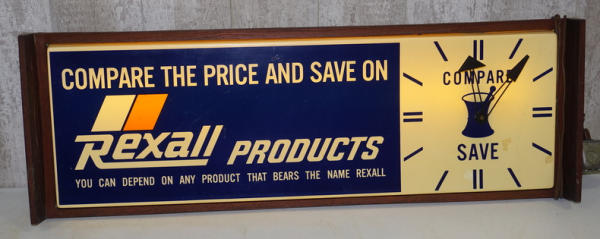 COMPARE THE PRICE AND SAVE ON
Rexall PRODUCTS
YOU CAN DEPEND ON ANY PRODUCT THAT BEARS THE NAME REXALL
COMPARE
SAVE